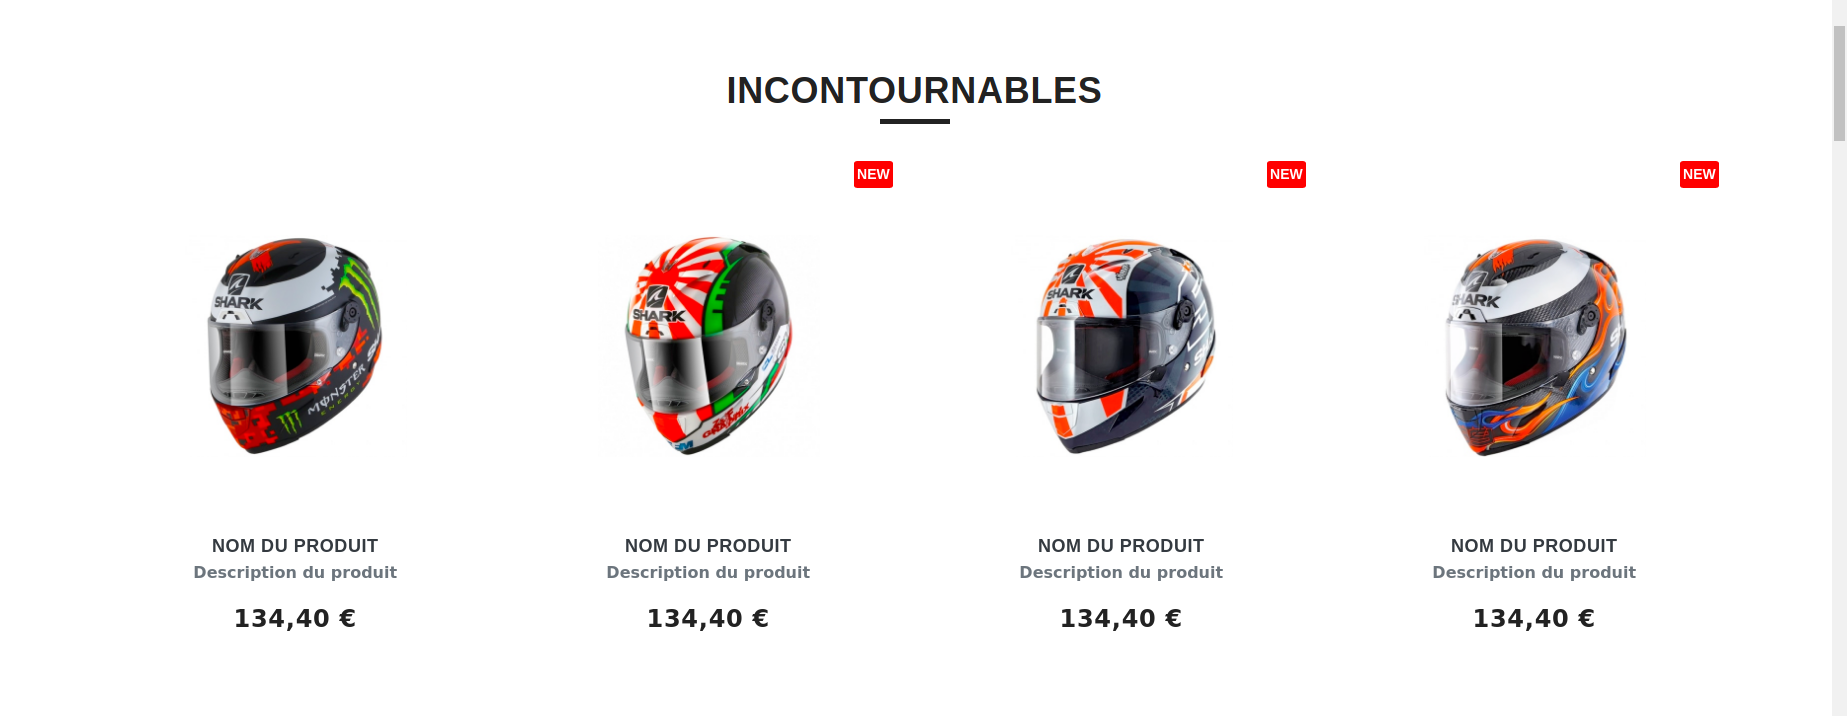 INCONTOURNABLES
NEW
NEW
NEW
SHARK
SHARK
SHARK
SHARK
MONSTER
ENERGY
NOM DU PRODUIT
NOM DU PRODUIT
NOM DU PRODUIT
NOM DU PRODUIT
Description du produit
Description du produit
Description du produit
Description du produit
134,40 €
134,40 €
134,40 €
134,40 €